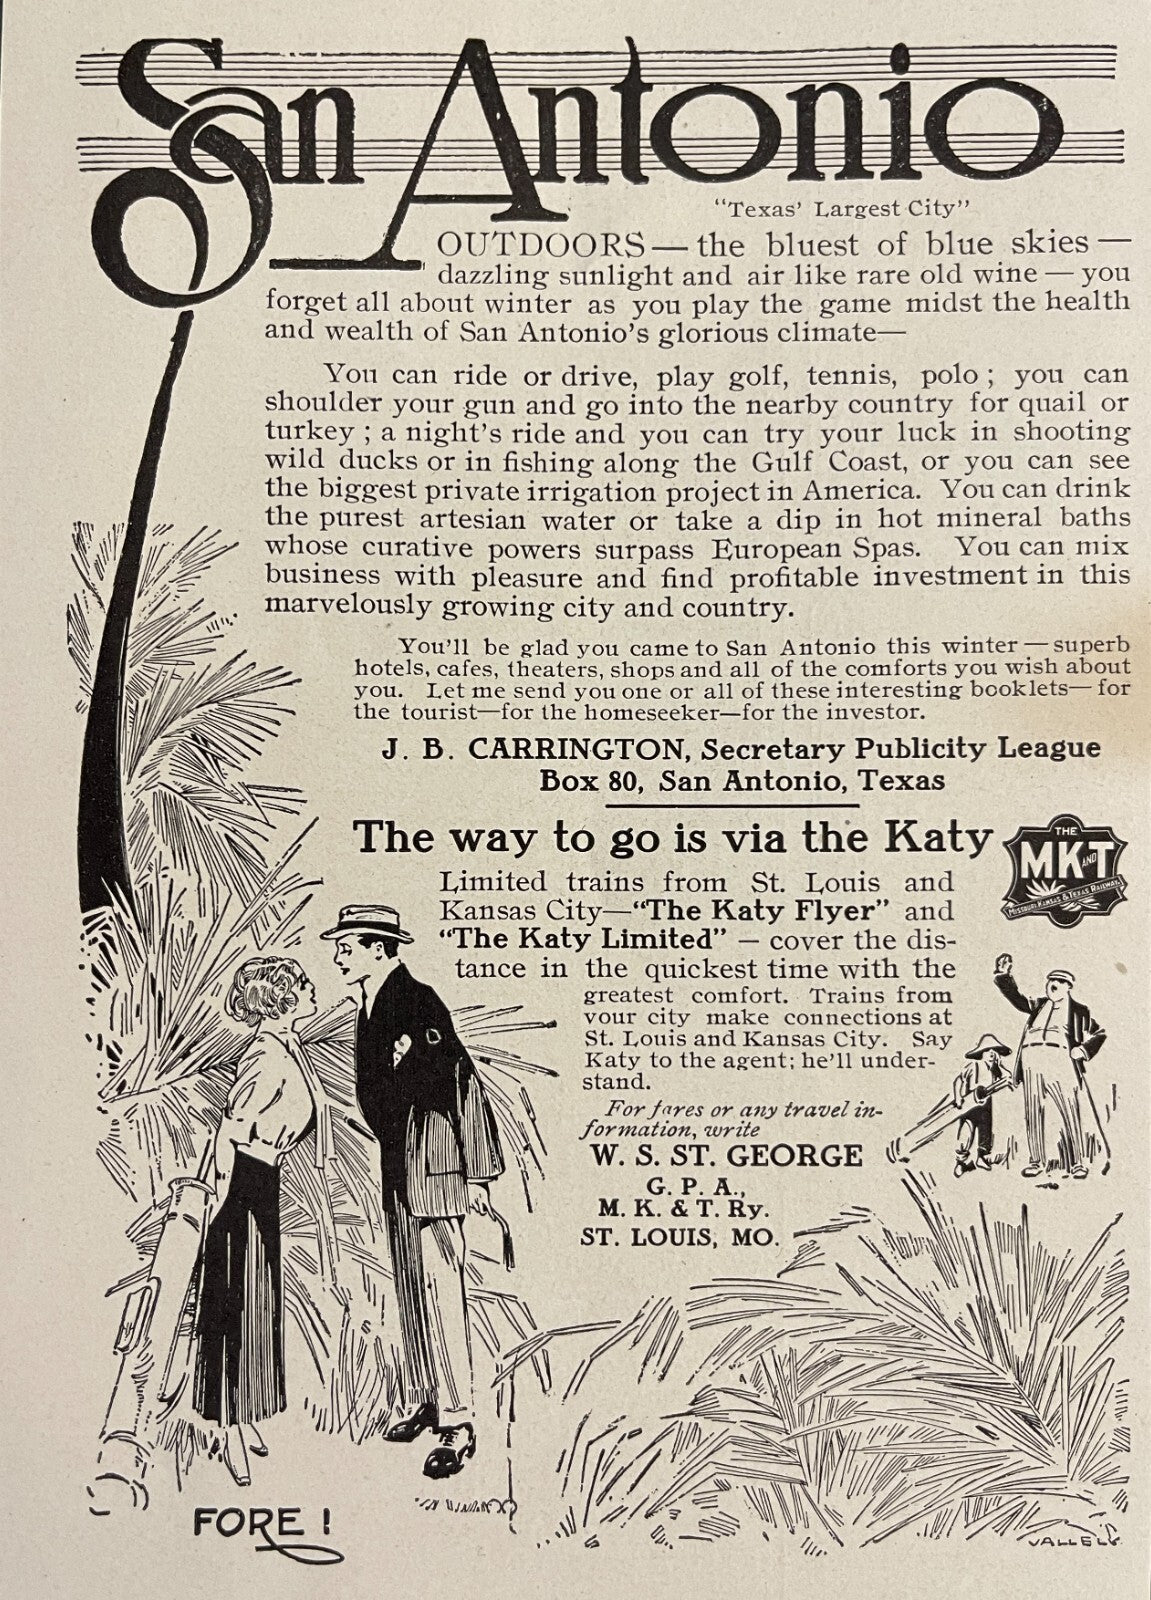 San Antonio
"Texas' Largest City"
OUTDOORS — the bluest of blue skies —
dazzling sunlight and air like rare old wine — you
forget all about winter as you play the game midst the health
and wealth of San Antonio's glorious climate—
You can ride or drive, play golf, tennis, polo; you can
shoulder your gun and go into the nearby country for quail or
turkey; a night's ride and you can try your luck in shooting
wild ducks or in fishing along the Gulf Coast, or you can see
the biggest private irrigation project in America. You can drink
the purest artesian water or take a dip in hot mineral baths
whose curative powers surpass European Spas. You can mix
business with pleasure and find profitable investment in this
marvelously growing city and country.
You'll be glad you came to San Antonio this winter — superb
hotels, cafes, theaters, shops and all of the comforts you wish about
you. Let me send you one or all of these interesting booklets— for
the tourist—for the homeseeker—for the investor.
J. B. CARRINGTON, Secretary Publicity League
Box 80, San Antonio, Texas
The way to go is via the Katy
THE
MK AND T
MISSOURI KANSAS & TEXAS RAILWAY
Limited trains from St. Louis and
Kansas City—"The Katy Flyer" and
"The Katy Limited" — cover the dis-
tance in the quickest time with the
greatest comfort. Trains from
your city make connections at
St. Louis and Kansas City. Say
Katy to the agent; he'll under-
stand.
For fares or any travel in-
formation, write
W. S. ST. GEORGE
G. P. A.,
M. K. & T. Ry.
ST. LOUIS, MO.
FORE!